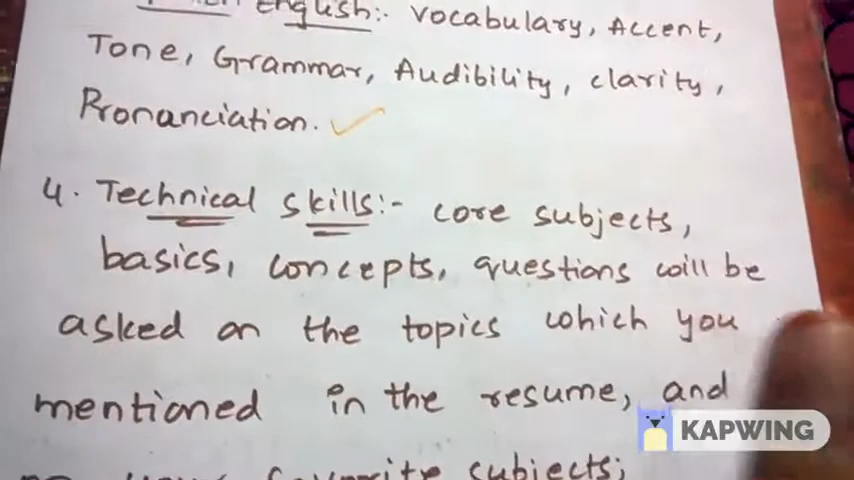 English:- Vocabulary, Accent,
Tone, Grammar, Audibility, clarity,
Pronanciation.
4. Technical skills:- core subjects,
basics, concepts, questions will be
asked on the topics which you
mentioned in the resume, and
KAPWING
favorite subjects;